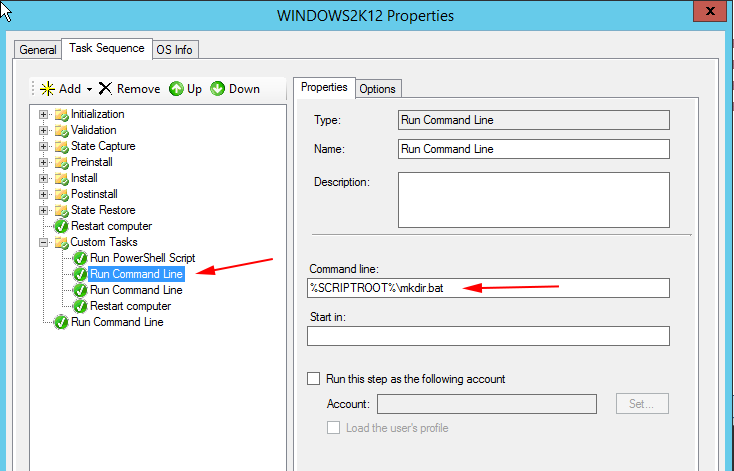 WINDOWS2K12 Properties
X
General Task Sequence OS Info
Add Remove Up Down
Initialization
Validation
State Capture
Preinstall
Install
Postinstall
State Restore
Restart computer
Custom Tasks
Run PowerShell Script
Run Command Line
Run Command Line
Restart computer
Run Command Line
Properties Options
Type: Run Command Line
Name: Run Command Line
Description:
Command line:
%SCRIPTROOT%\mkdir.bat
Start in:
Run this step as the following account
Account: Set...
Load the user's profile